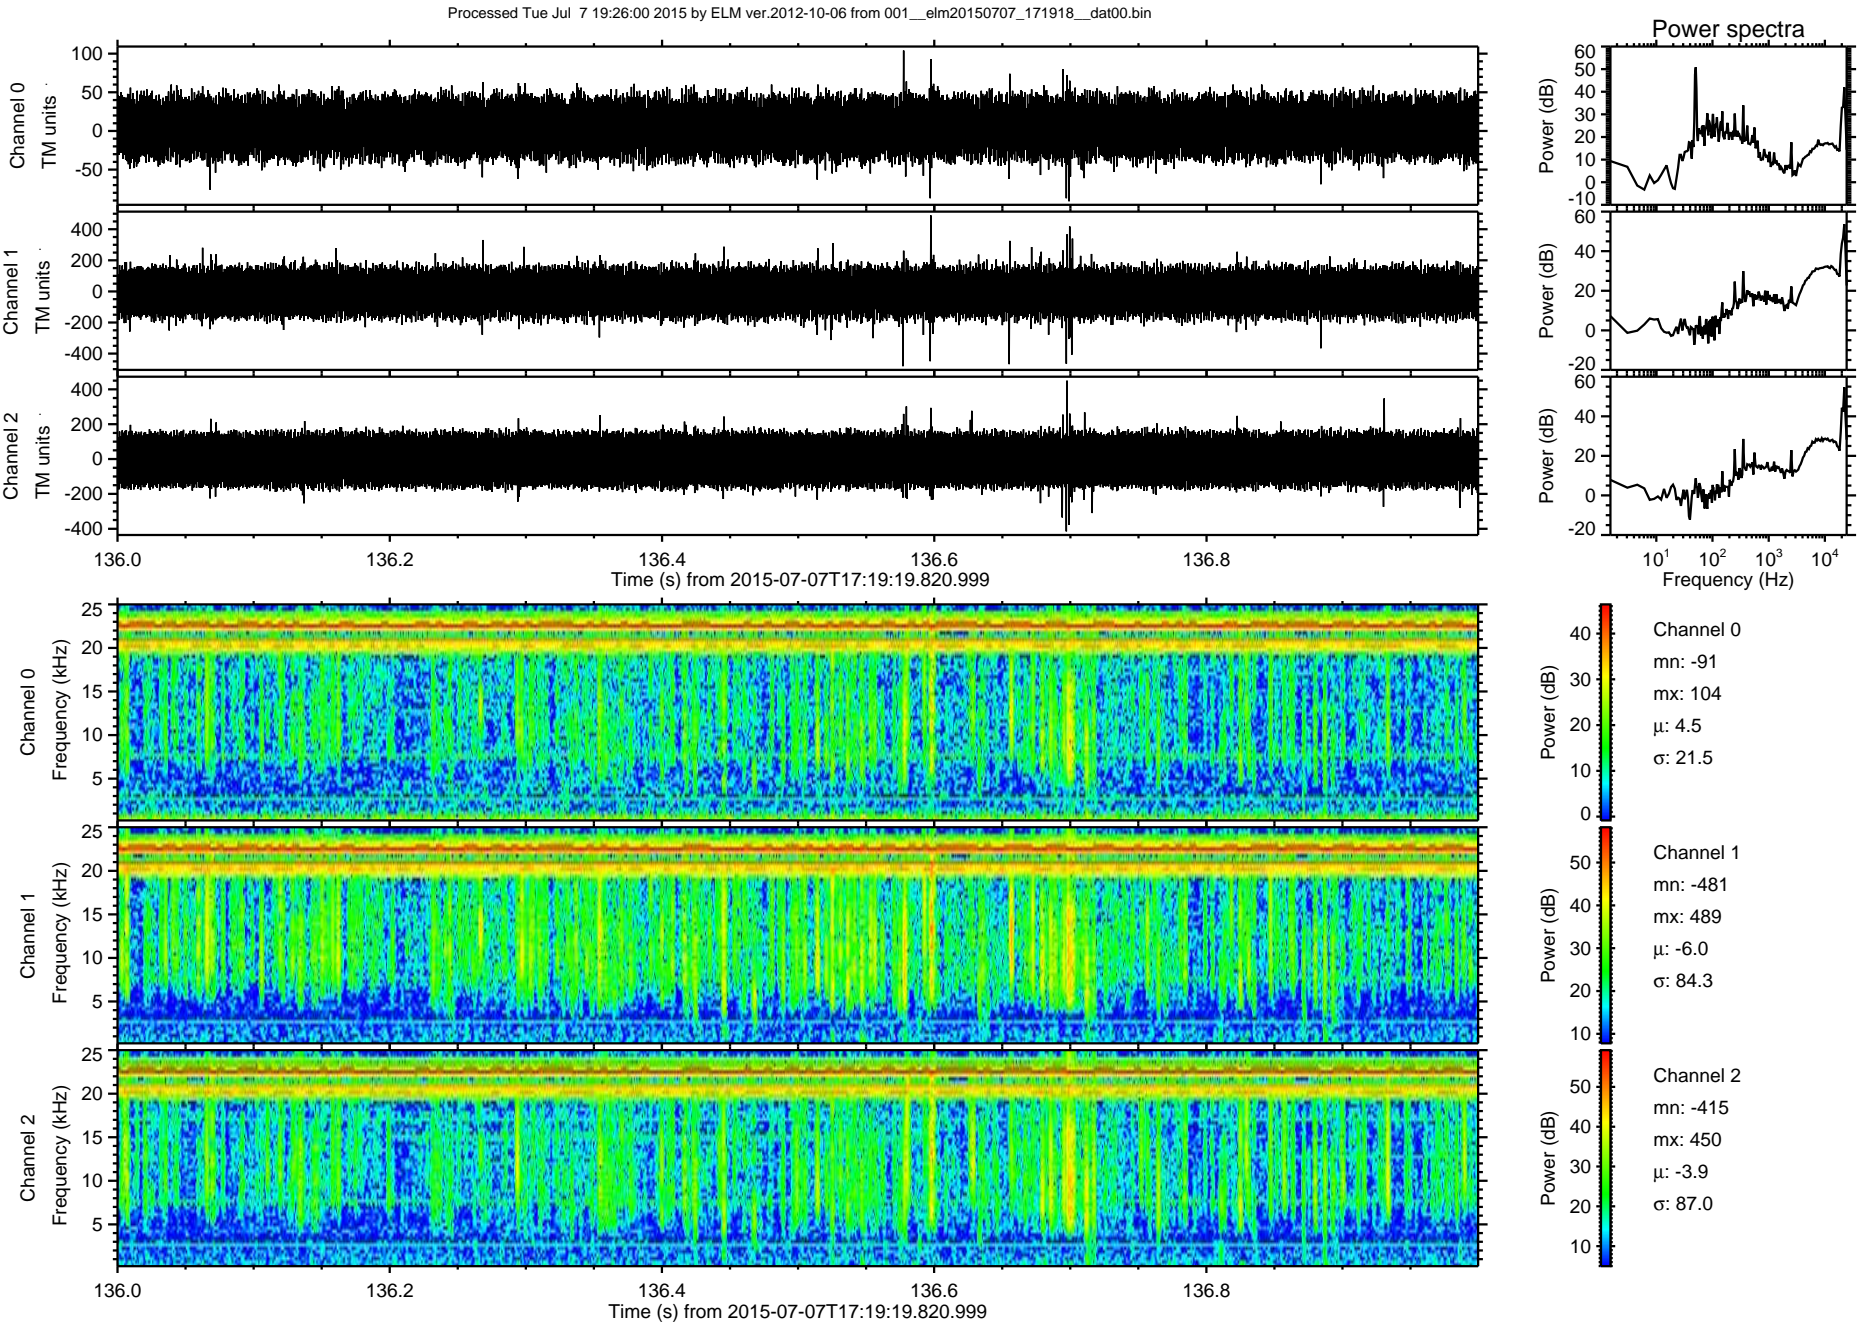 Processed Tue Jul 7 19:26:00 2015 by ELM ver.2012-10-06 from 001__elm20150707_171918__dat00.bin
Power spectra
Channel 0
TM units
100
50
0
-50
Power (dB)
60
50
40
30
20
10
0
-10
Channel 1
TM units
400
200
0
-200
-400
Power (dB)
60
40
20
0
-20
Channel 2
TM units
400
200
0
-200
-400
Power (dB)
60
40
20
0
-20
136.0 136.2 136.4 136.6 136.8
Time (s) from 2015-07-07T17:19:19.820.999
10¹ 10² 10³ 10⁴
Frequency (Hz)
Channel 0
Frequency (kHz)
25
20
15
10
5
Power (dB)
40
30
20
10
0
Channel 0
mn: -91
mx: 104
μ: 4.5
σ: 21.5
Channel 1
Frequency (kHz)
25
20
15
10
5
Power (dB)
50
40
30
20
10
Channel 1
mn: -481
mx: 489
μ: -6.0
σ: 84.3
Channel 2
Frequency (kHz)
25
20
15
10
5
Power (dB)
50
40
30
20
10
Channel 2
mn: -415
mx: 450
μ: -3.9
σ: 87.0
136.0 136.2 136.4 136.6 136.8
Time (s) from 2015-07-07T17:19:19.820.999